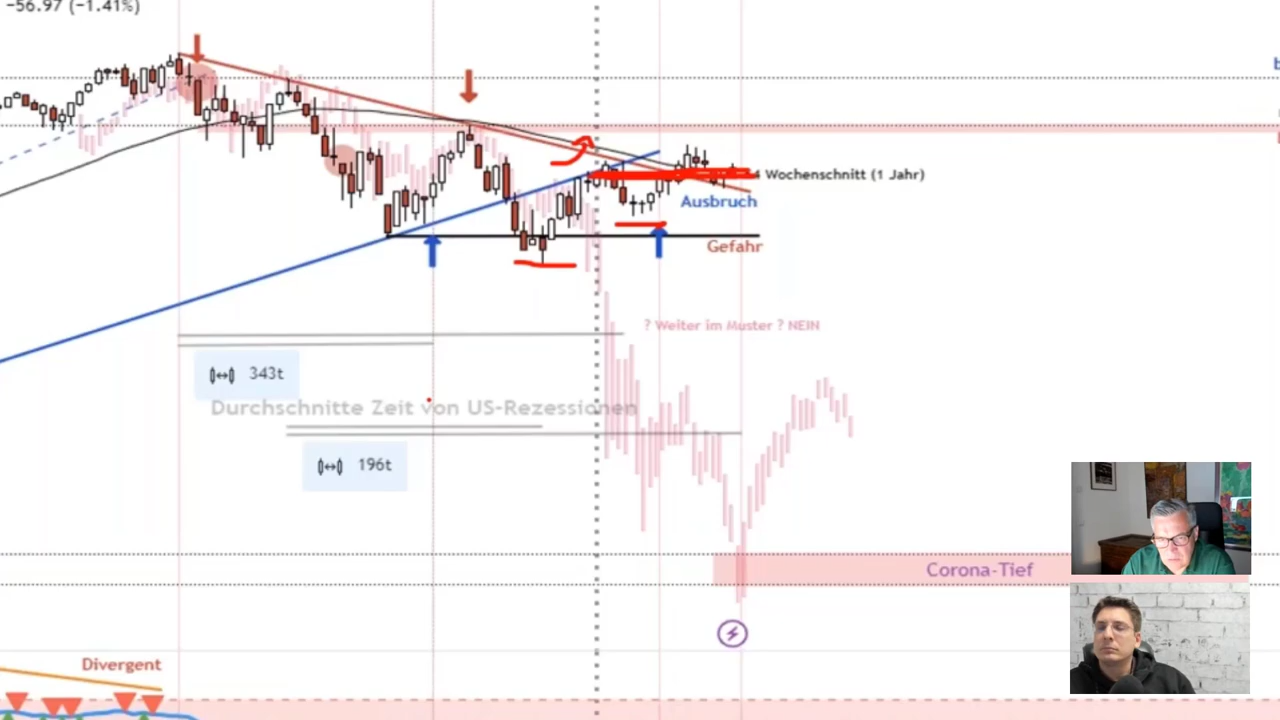 −56.97 (−1.41%)
Wochenschnitt (1 Jahr)
Ausbruch
Gefahr
? Weiter im Muster ? NEIN
343t
Durchschnitte Zeit von US-Rezessionen
196t
Corona-Tief
Divergent